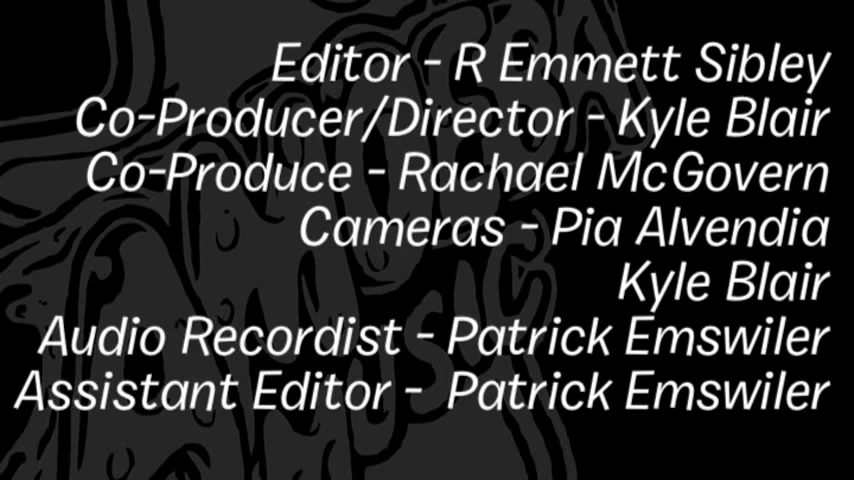 Editor - R Emmett Sibley
Co-Producer/Director - Kyle Blair
Co-Produce - Rachael McGovern
Cameras - Pia Alvendia
Kyle Blair
Audio Recordist - Patrick Emswiler
Assistant Editor - Patrick Emswiler
MUSIC